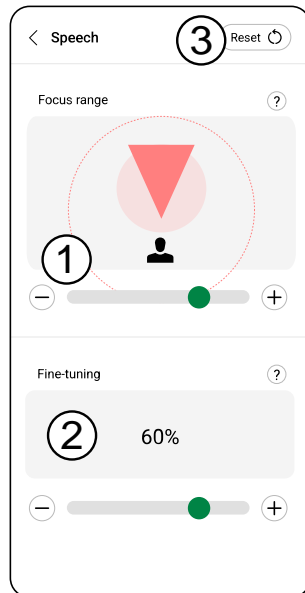 Speech
3
Reset
Focus range
?
1
Fine-tuning
?
2
60%